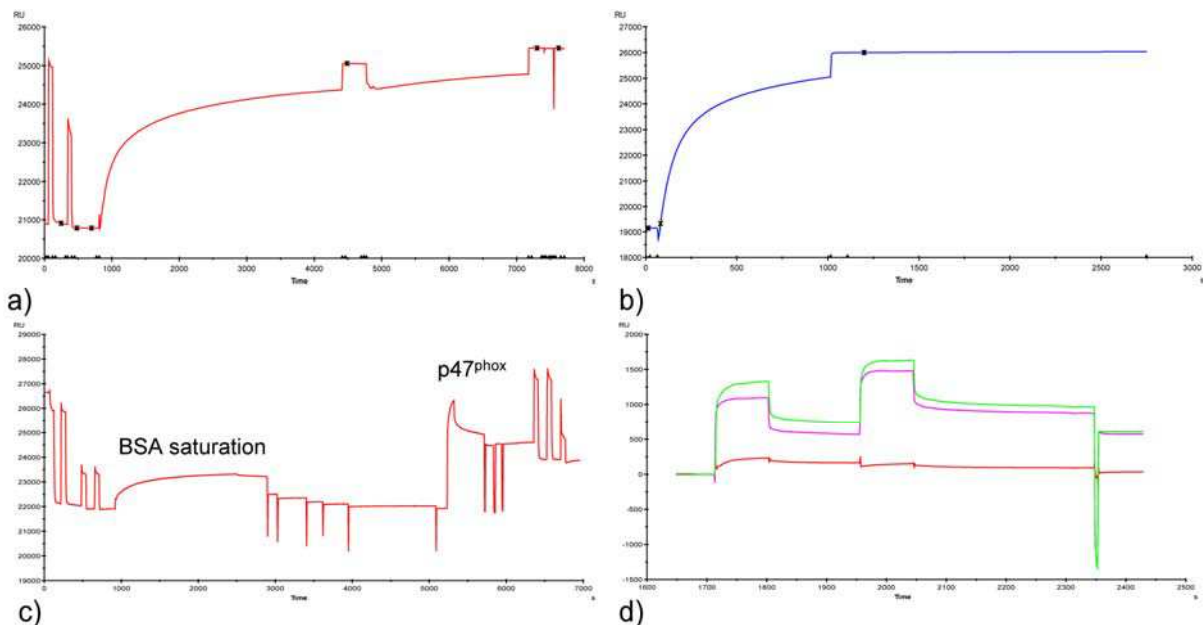 RU
26000
25000
24000
23000
22000
21000
20000
0 1000 2000 3000 4000 5000 6000 7000 8000
Time s
a)
RU
27000
26000
25000
24000
23000
22000
21000
20000
19000
18000
0 500 1000 1500 2000 2500 3000
Time s
b)
RU
29000
28000
27000
26000
25000
24000
23000
22000
21000
20000
19000
BSA saturation
p47phox
0 1000 2000 3000 4000 5000 6000 7000
Time s
c)
RU
2000
1500
1000
500
0
-500
-1000
-1500
1600 1700 1800 1900 2000 2100 2200 2300 2400 2500
Time s
d)